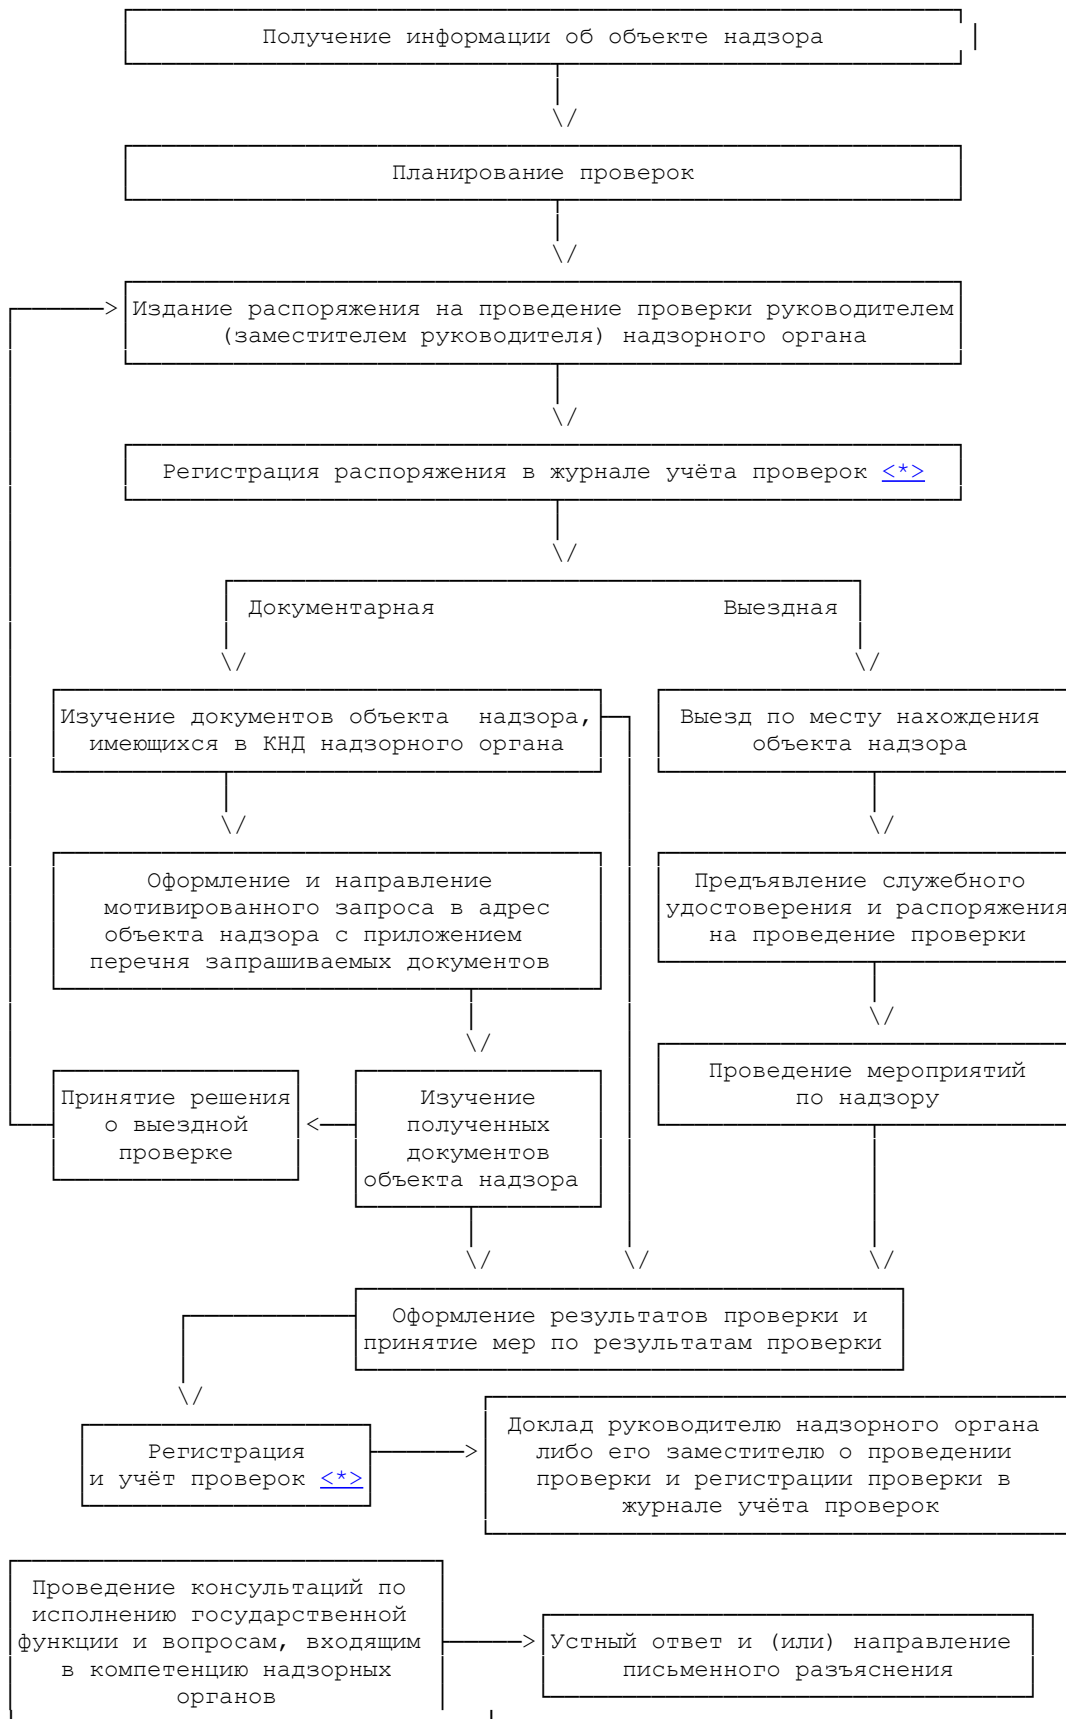 Получение информации об объекте надзора
Планирование проверок
Издание распоряжения на проведение проверки руководителем
(заместителем руководителя) надзорного органа
Регистрация распоряжения в журнале учёта проверок <*>
Документарная
Выездная
Изучение документов объекта надзора,
имеющихся в КНД надзорного органа
Выезд по месту нахождения
объекта надзора
Оформление и направление
мотивированного запроса в адрес
объекта надзора с приложением
перечня запрашиваемых документов
Предъявление служебного
удостоверения и распоряжения
на проведение проверки
Принятие решения
о выездной
проверке
Изучение
полученных
документов
объекта надзора
Проведение мероприятий
по надзору
Оформление результатов проверки и
принятие мер по результатам проверки
Регистрация
и учёт проверок <*>
Доклад руководителю надзорного органа
либо его заместителю о проведении
проверки и регистрации проверки в
журнале учёта проверок
Проведение консультаций по
исполнению государственной
функции и вопросам, входящим
в компетенцию надзорных
органов
Устный ответ и (или) направление
письменного разъяснения